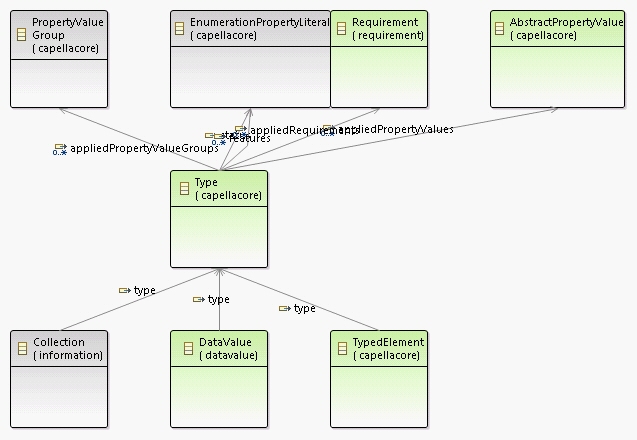 PropertyValue
Group
( capellacore)
EnumerationPropertyLiteral
( capellacore)
Requirement
( requirement)
AbstractPropertyValue
( capellacore)
appliedRequirements
appliedPropertyValues
0..*
features
0..*
appliedPropertyValueGroups
0..*
Type
( capellacore)
type
type
type
Collection
( information)
DataValue
( datavalue)
TypedElement
( capellacore)